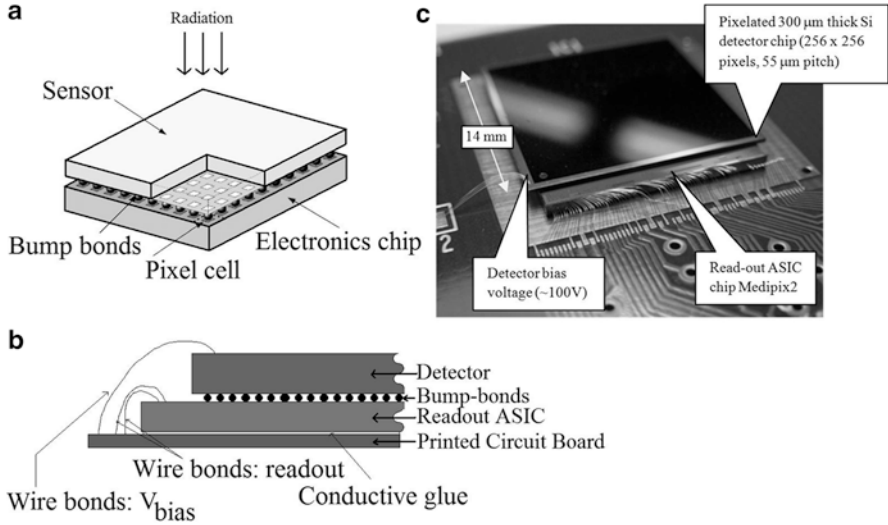 a
Radiation
Sensor
Bump bonds
Pixel cell
Electronics chip
c
Pixelated 300 μm thick Si
detector chip (256 x 256
pixels, 55 μm pitch)
14 mm
2
Detector bias
voltage (~100V)
Read-out ASIC
chip Medipix2
b
Detector
Bump-bonds
Readout ASIC
Printed Circuit Board
Wire bonds: readout
Wire bonds: Vbias
Conductive glue